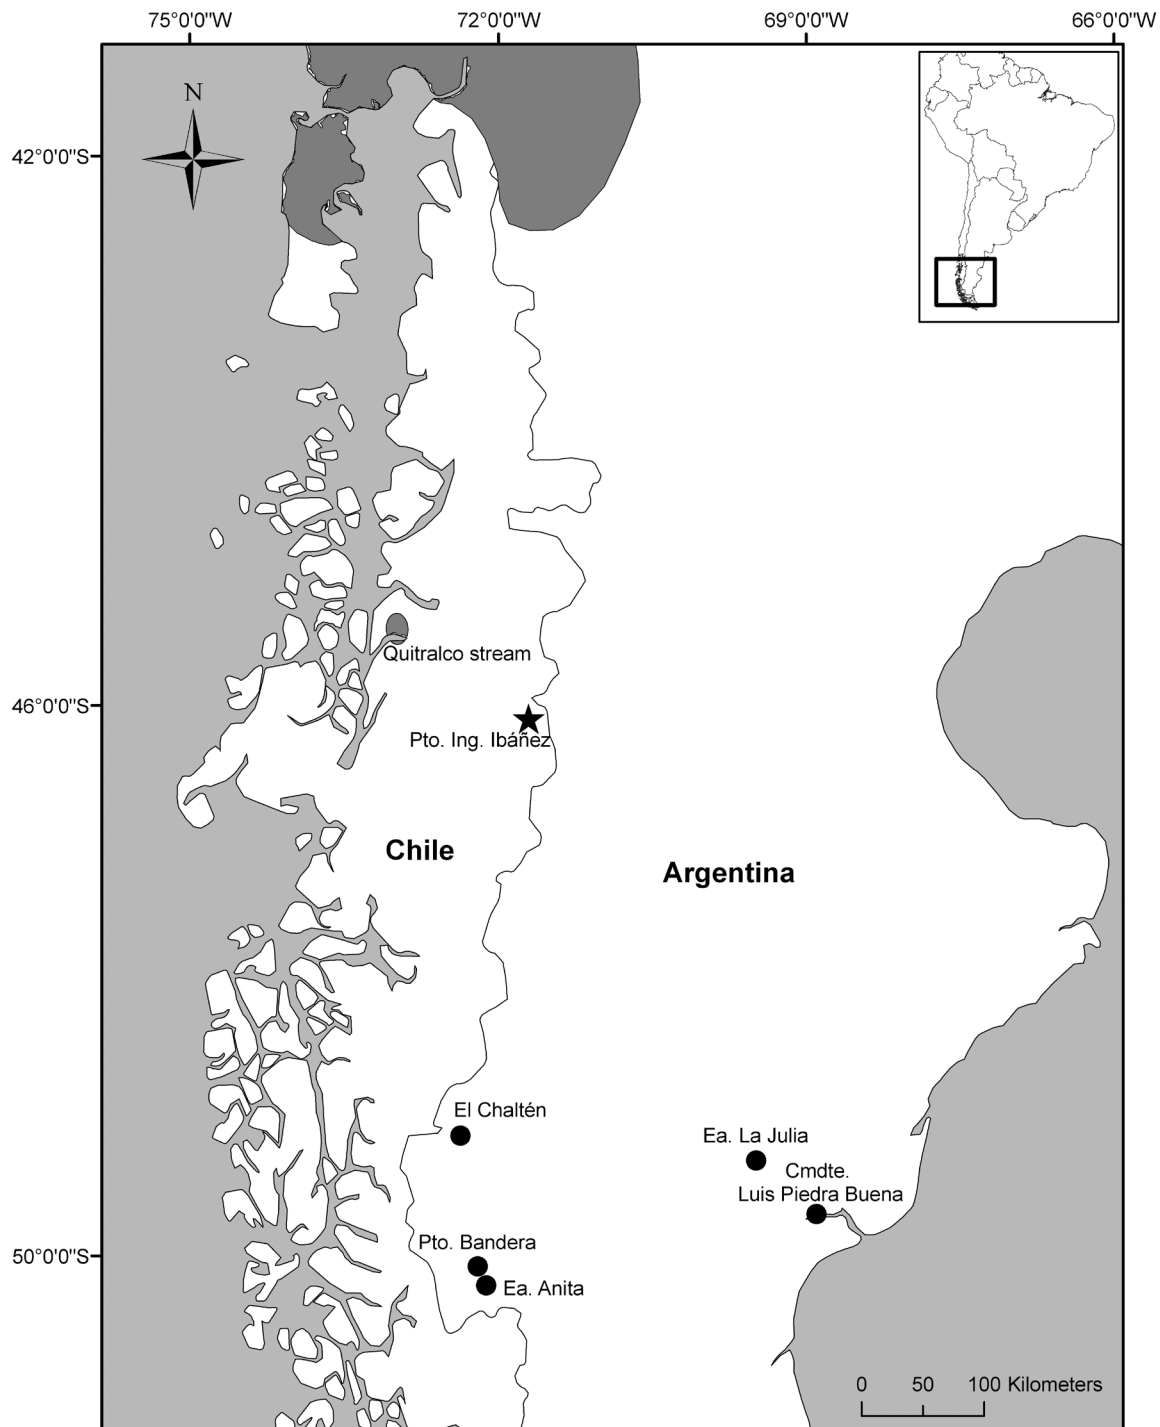 75°0'0"W 72°0'0"W 69°0'0"W 66°0'0"W
N
42°0'0"S
Quitralco stream
46°0'0"S
Pto. Ing. Ibáñez
Chile
Argentina
El Chaltén
Ea. La Julia
Cmdte.
Luis Piedra Buena
Pto. Bandera
50°0'0"S
Ea. Anita
0 50 100 Kilometers